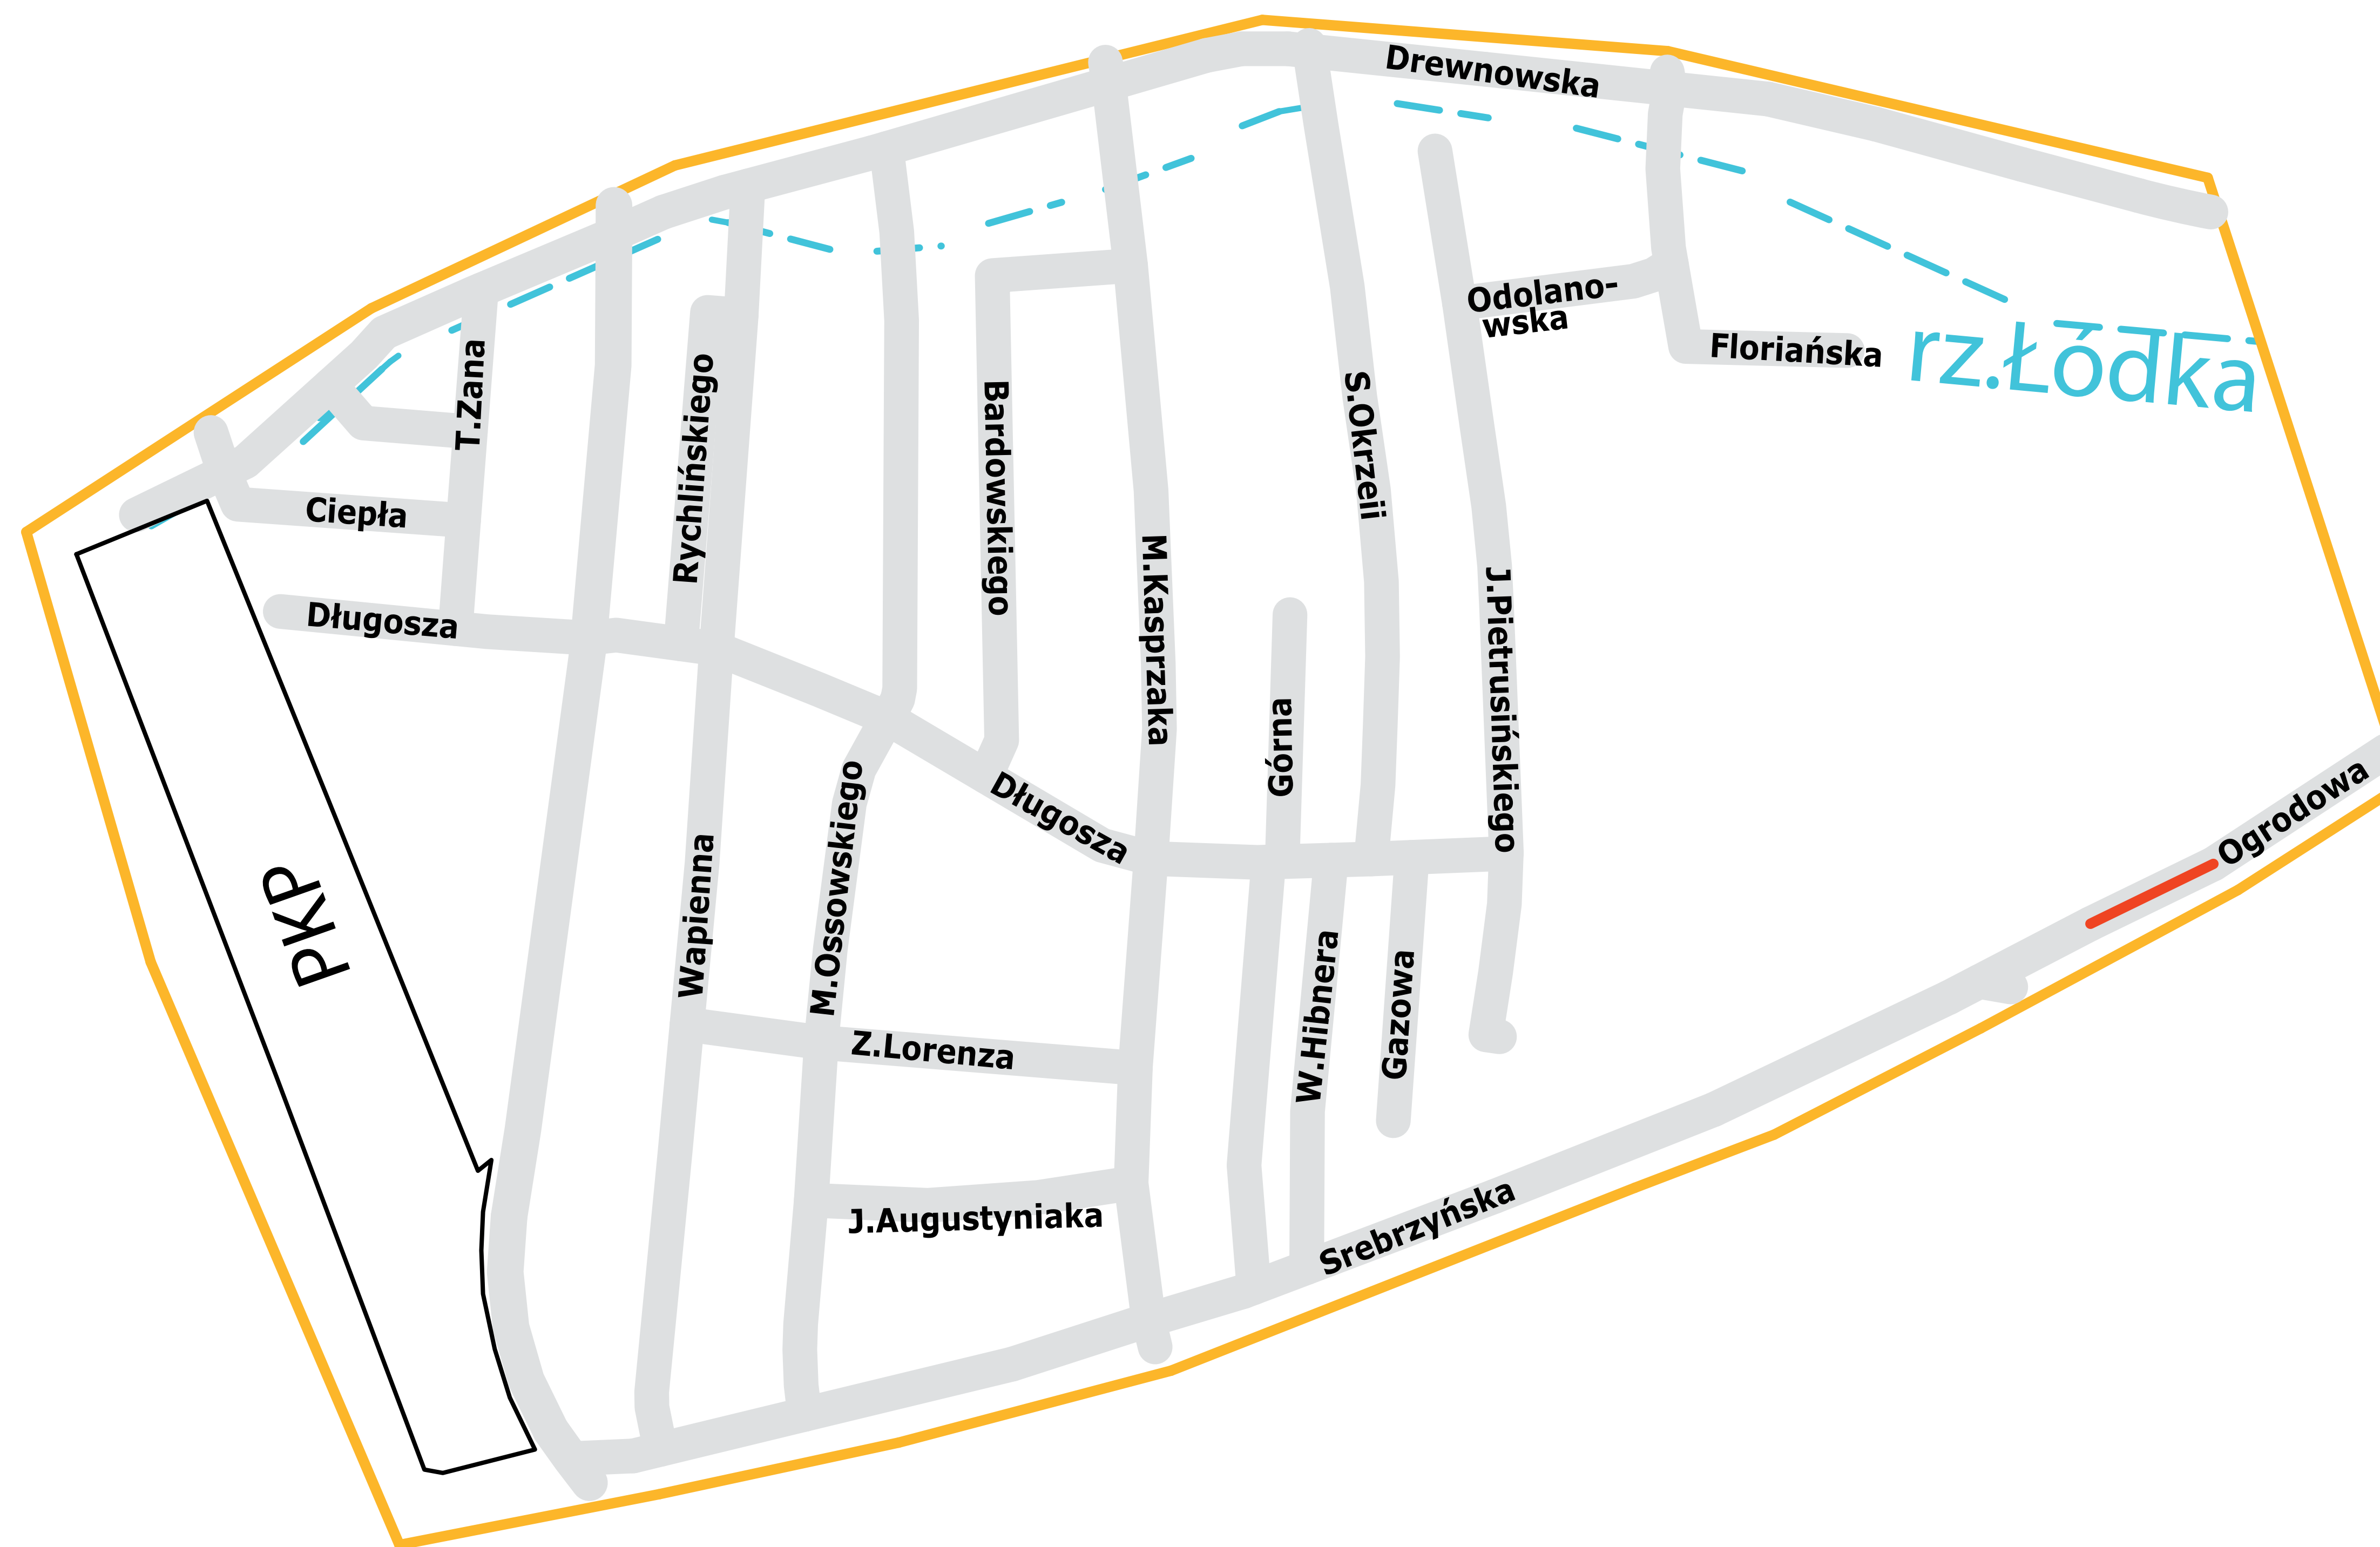 Drewnowska
Odolano-
wska
Floriańska
rz.Łódka
T.Zana
Ciepła
Rychlińskiego
Bardowskiego
S.Okrzeii
M.Kasprzaka
J.Pietrusińskiego
Długosza
Górna
Długosza
Ogrodowa
PKP
Wapienna
M.Ossowskiego
W.Hibnera
Gazowa
Z.Lorenza
J.Augustyniaka
Srebrzyńska